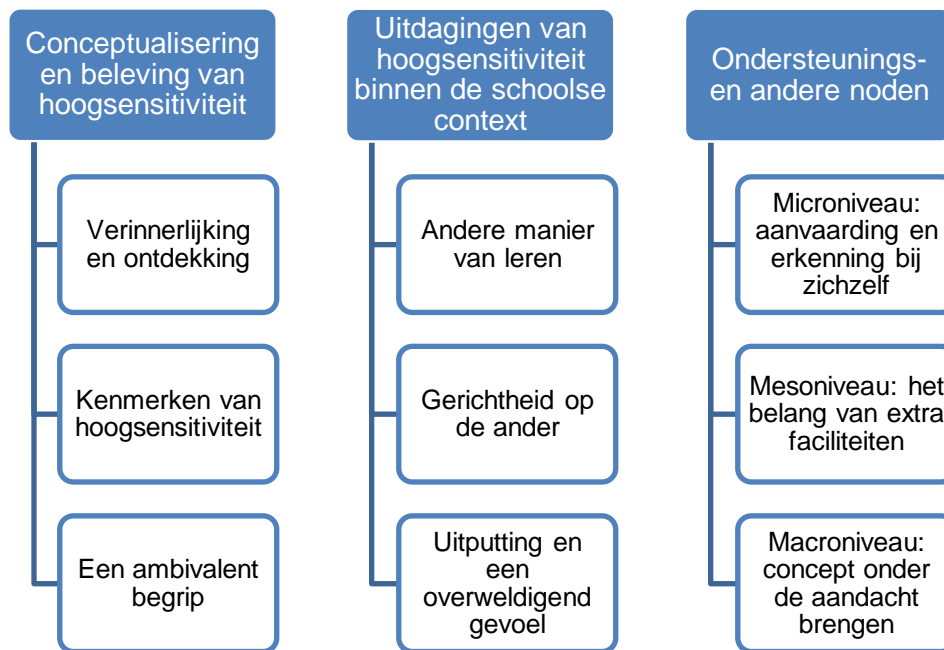 Conceptualisering
en beleving van
hoogsensitiviteit
Verinnerlijking
en ontdekking
Kenmerken van
hoogsensitiviteit
Een ambivalent
begrip
Uitdagingen van
hoogsensitiviteit
binnen de schoolse
context
Andere manier
van leren
Gerichtheid op
de ander
Uitputting en
een
overweldigend
gevoel
Ondersteunings-
en andere noden
Microniveau:
aanvaarding en
erkenning bij
zichzelf
Mesoniveau: het
belang van extra
faciliteiten
Macroniveau:
concept onder
de aandacht
brengen